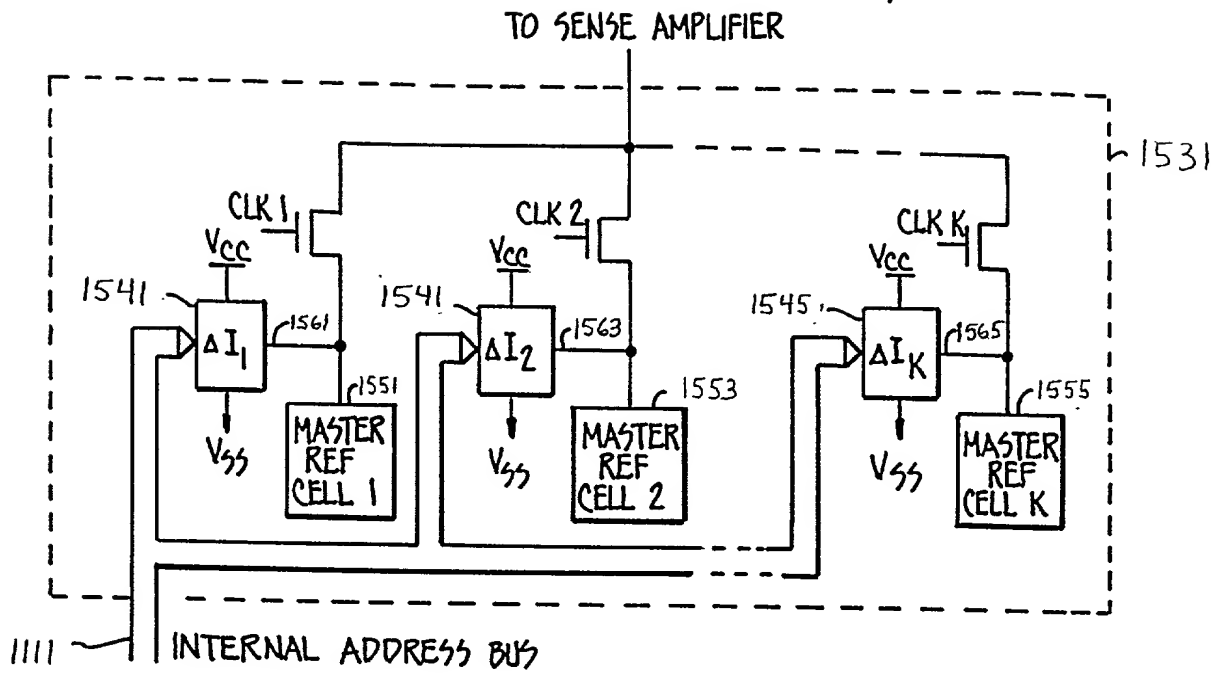 TO SENSE AMPLIFIER
1531
CLK 1
CLK 2
CLK K
VCC
VCC
VCC
1541
1541
1545
ΔI1
1561
ΔI2
1563
ΔIK
1565
1551
1553
1555
VSS
VSS
VSS
MASTER
REF
CELL 1
MASTER
REF
CELL 2
MASTER
REF
CELL K
1111
INTERNAL ADDRESS BUS